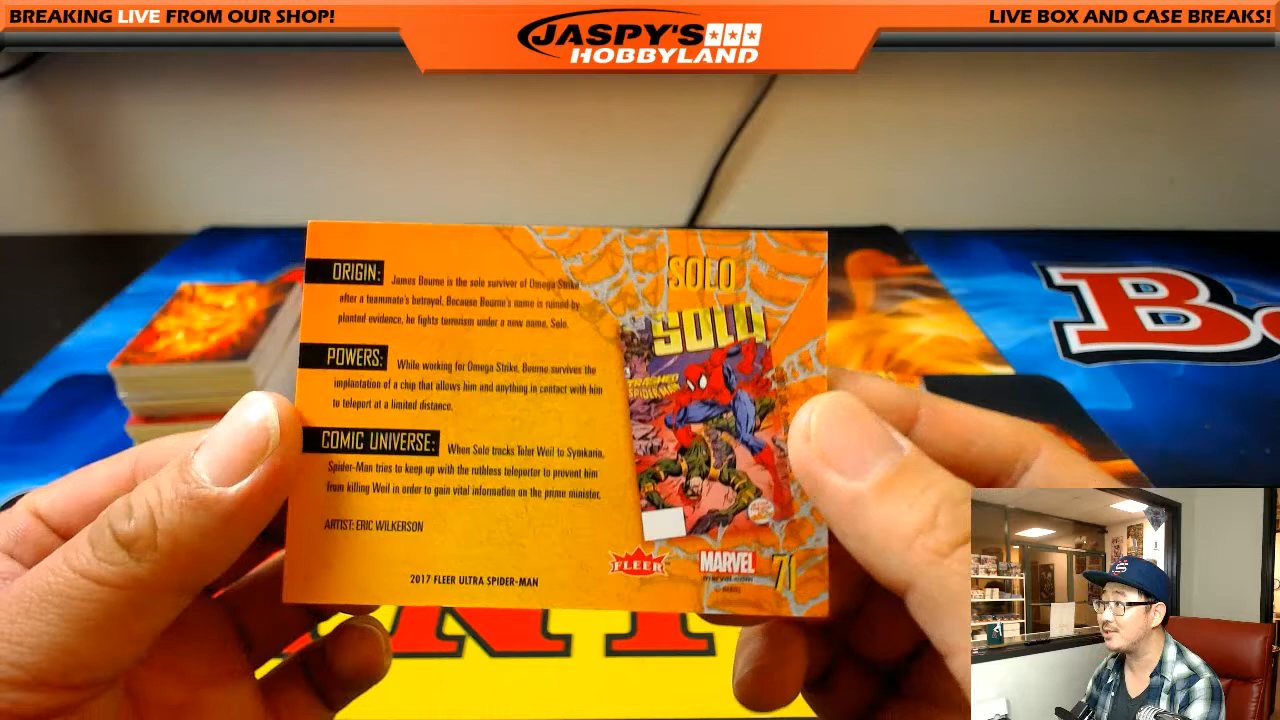 BREAKING LIVE FROM OUR SHOP!
JASPY'S
HOBBYLAND
LIVE BOX AND CASE BREAKS!
ORIGIN: James Bourne is the sole survivor of Omega Strike
after a teammate's betrayal. Because Bourne's name is ruined by
planted evidence, he fights terrorism under a new name, Solo.
POWERS: While working for Omega Strike, Bourne survives the
implantation of a chip that allows him and anything in contact with him
to teleport at a limited distance.
COMIC UNIVERSE: When Solo tracks Toler Weil to Symkaria,
Spider-Man tries to keep up with the ruthless teleporter to prevent him
from killing Weil in order to gain vital information on the prime minister.
ARTIST: ERIC WILKERSON
2017 FLEER ULTRA SPIDER-MAN
SOLO
SOLO
SPIDER-MAN
FLEER
MARVEL
marvel.com
71
B